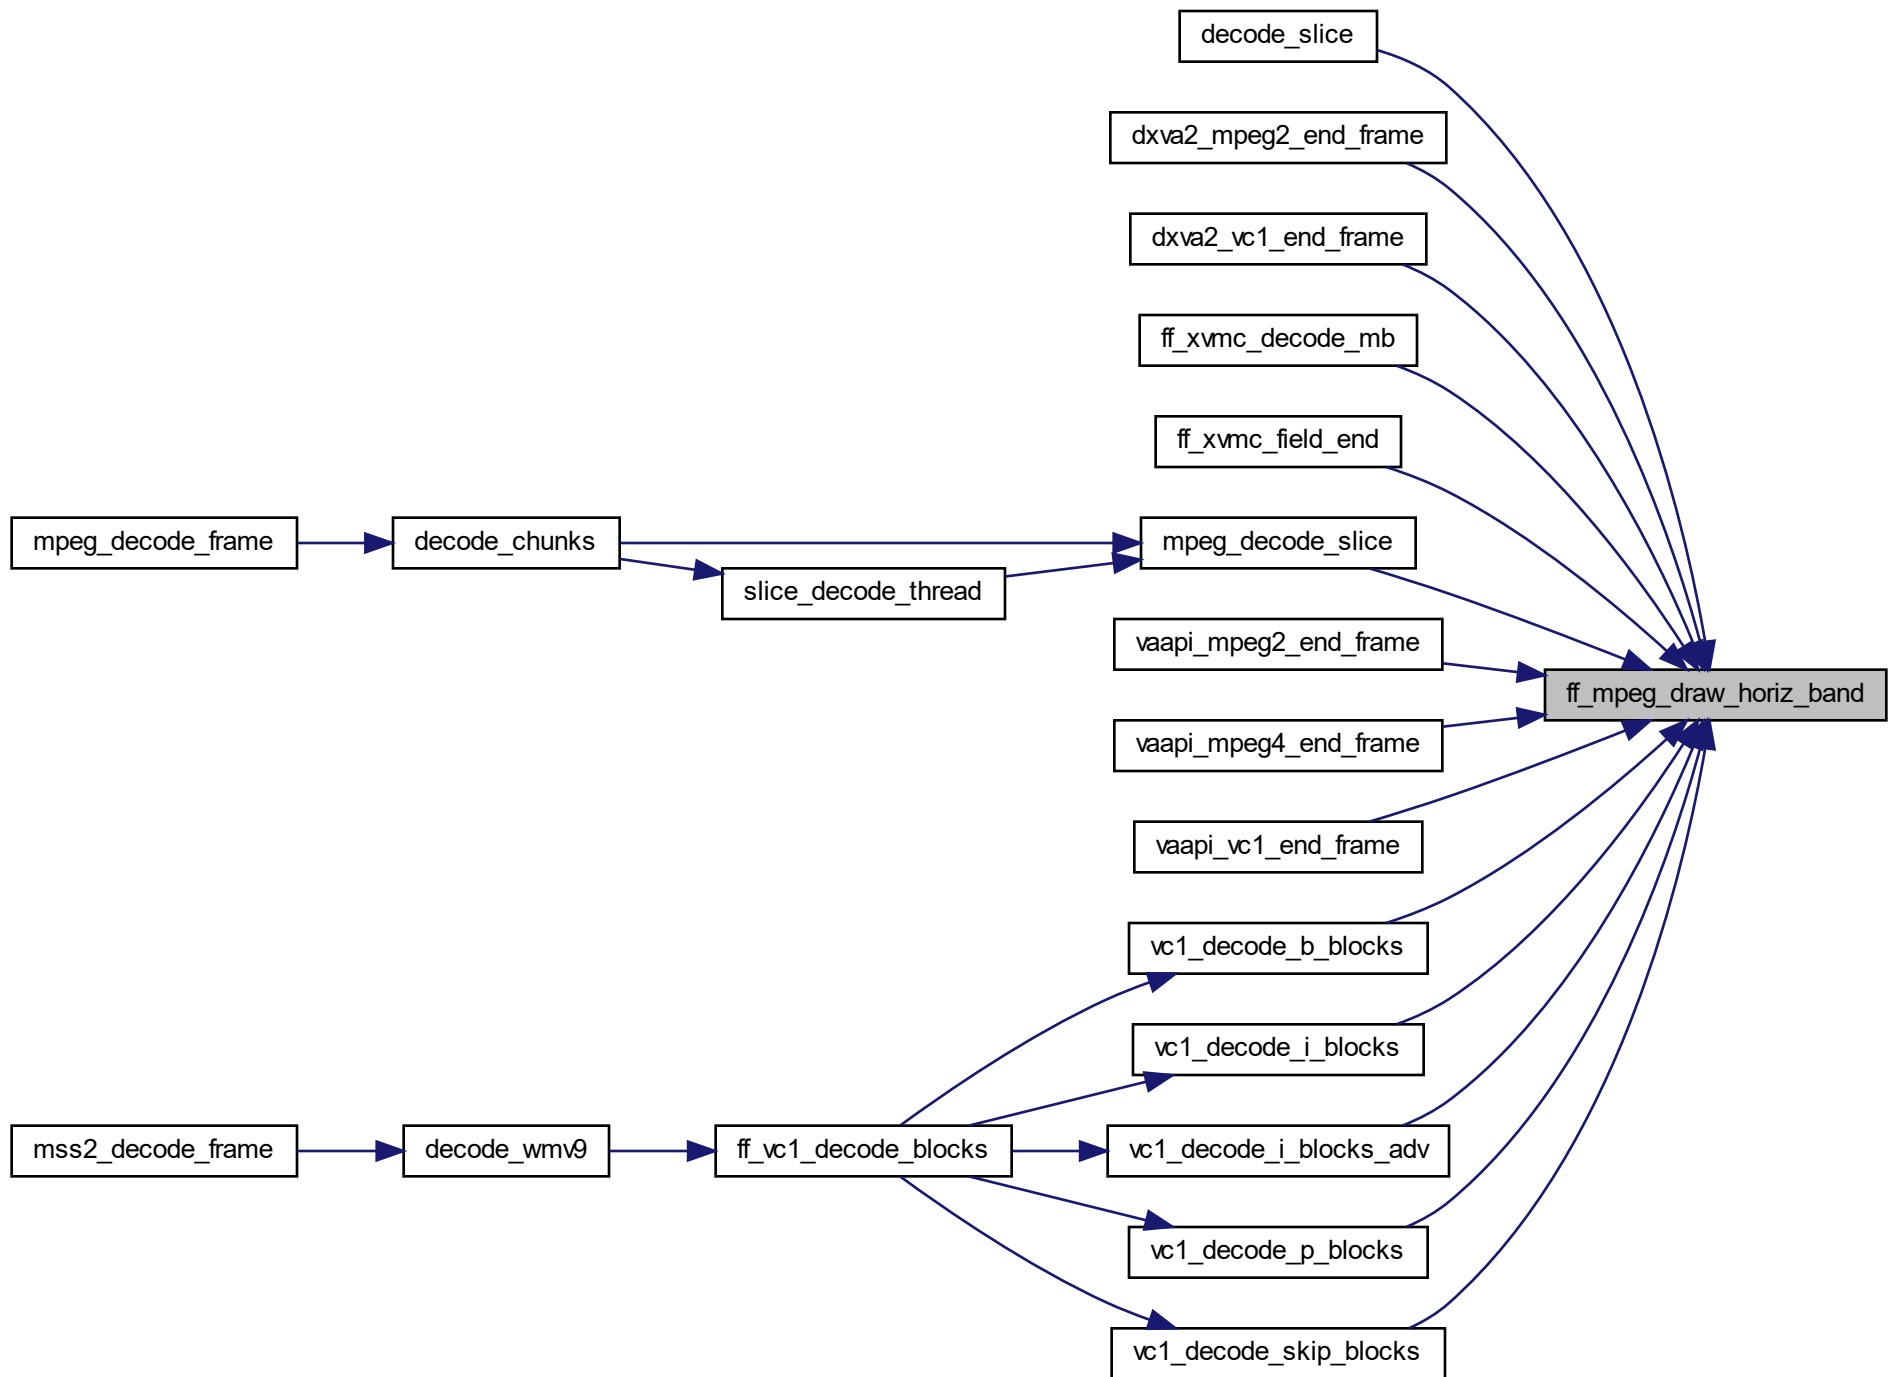 decode_slice
dxva2_mpeg2_end_frame
dxva2_vc1_end_frame
ff_xvmc_decode_mb
ff_xvmc_field_end
mpeg_decode_frame
decode_chunks
mpeg_decode_slice
slice_decode_thread
vaapi_mpeg2_end_frame
ff_mpeg_draw_horiz_band
vaapi_mpeg4_end_frame
vaapi_vc1_end_frame
vc1_decode_b_blocks
vc1_decode_i_blocks
mss2_decode_frame
decode_wmv9
ff_vc1_decode_blocks
vc1_decode_i_blocks_adv
vc1_decode_p_blocks
vc1_decode_skip_blocks